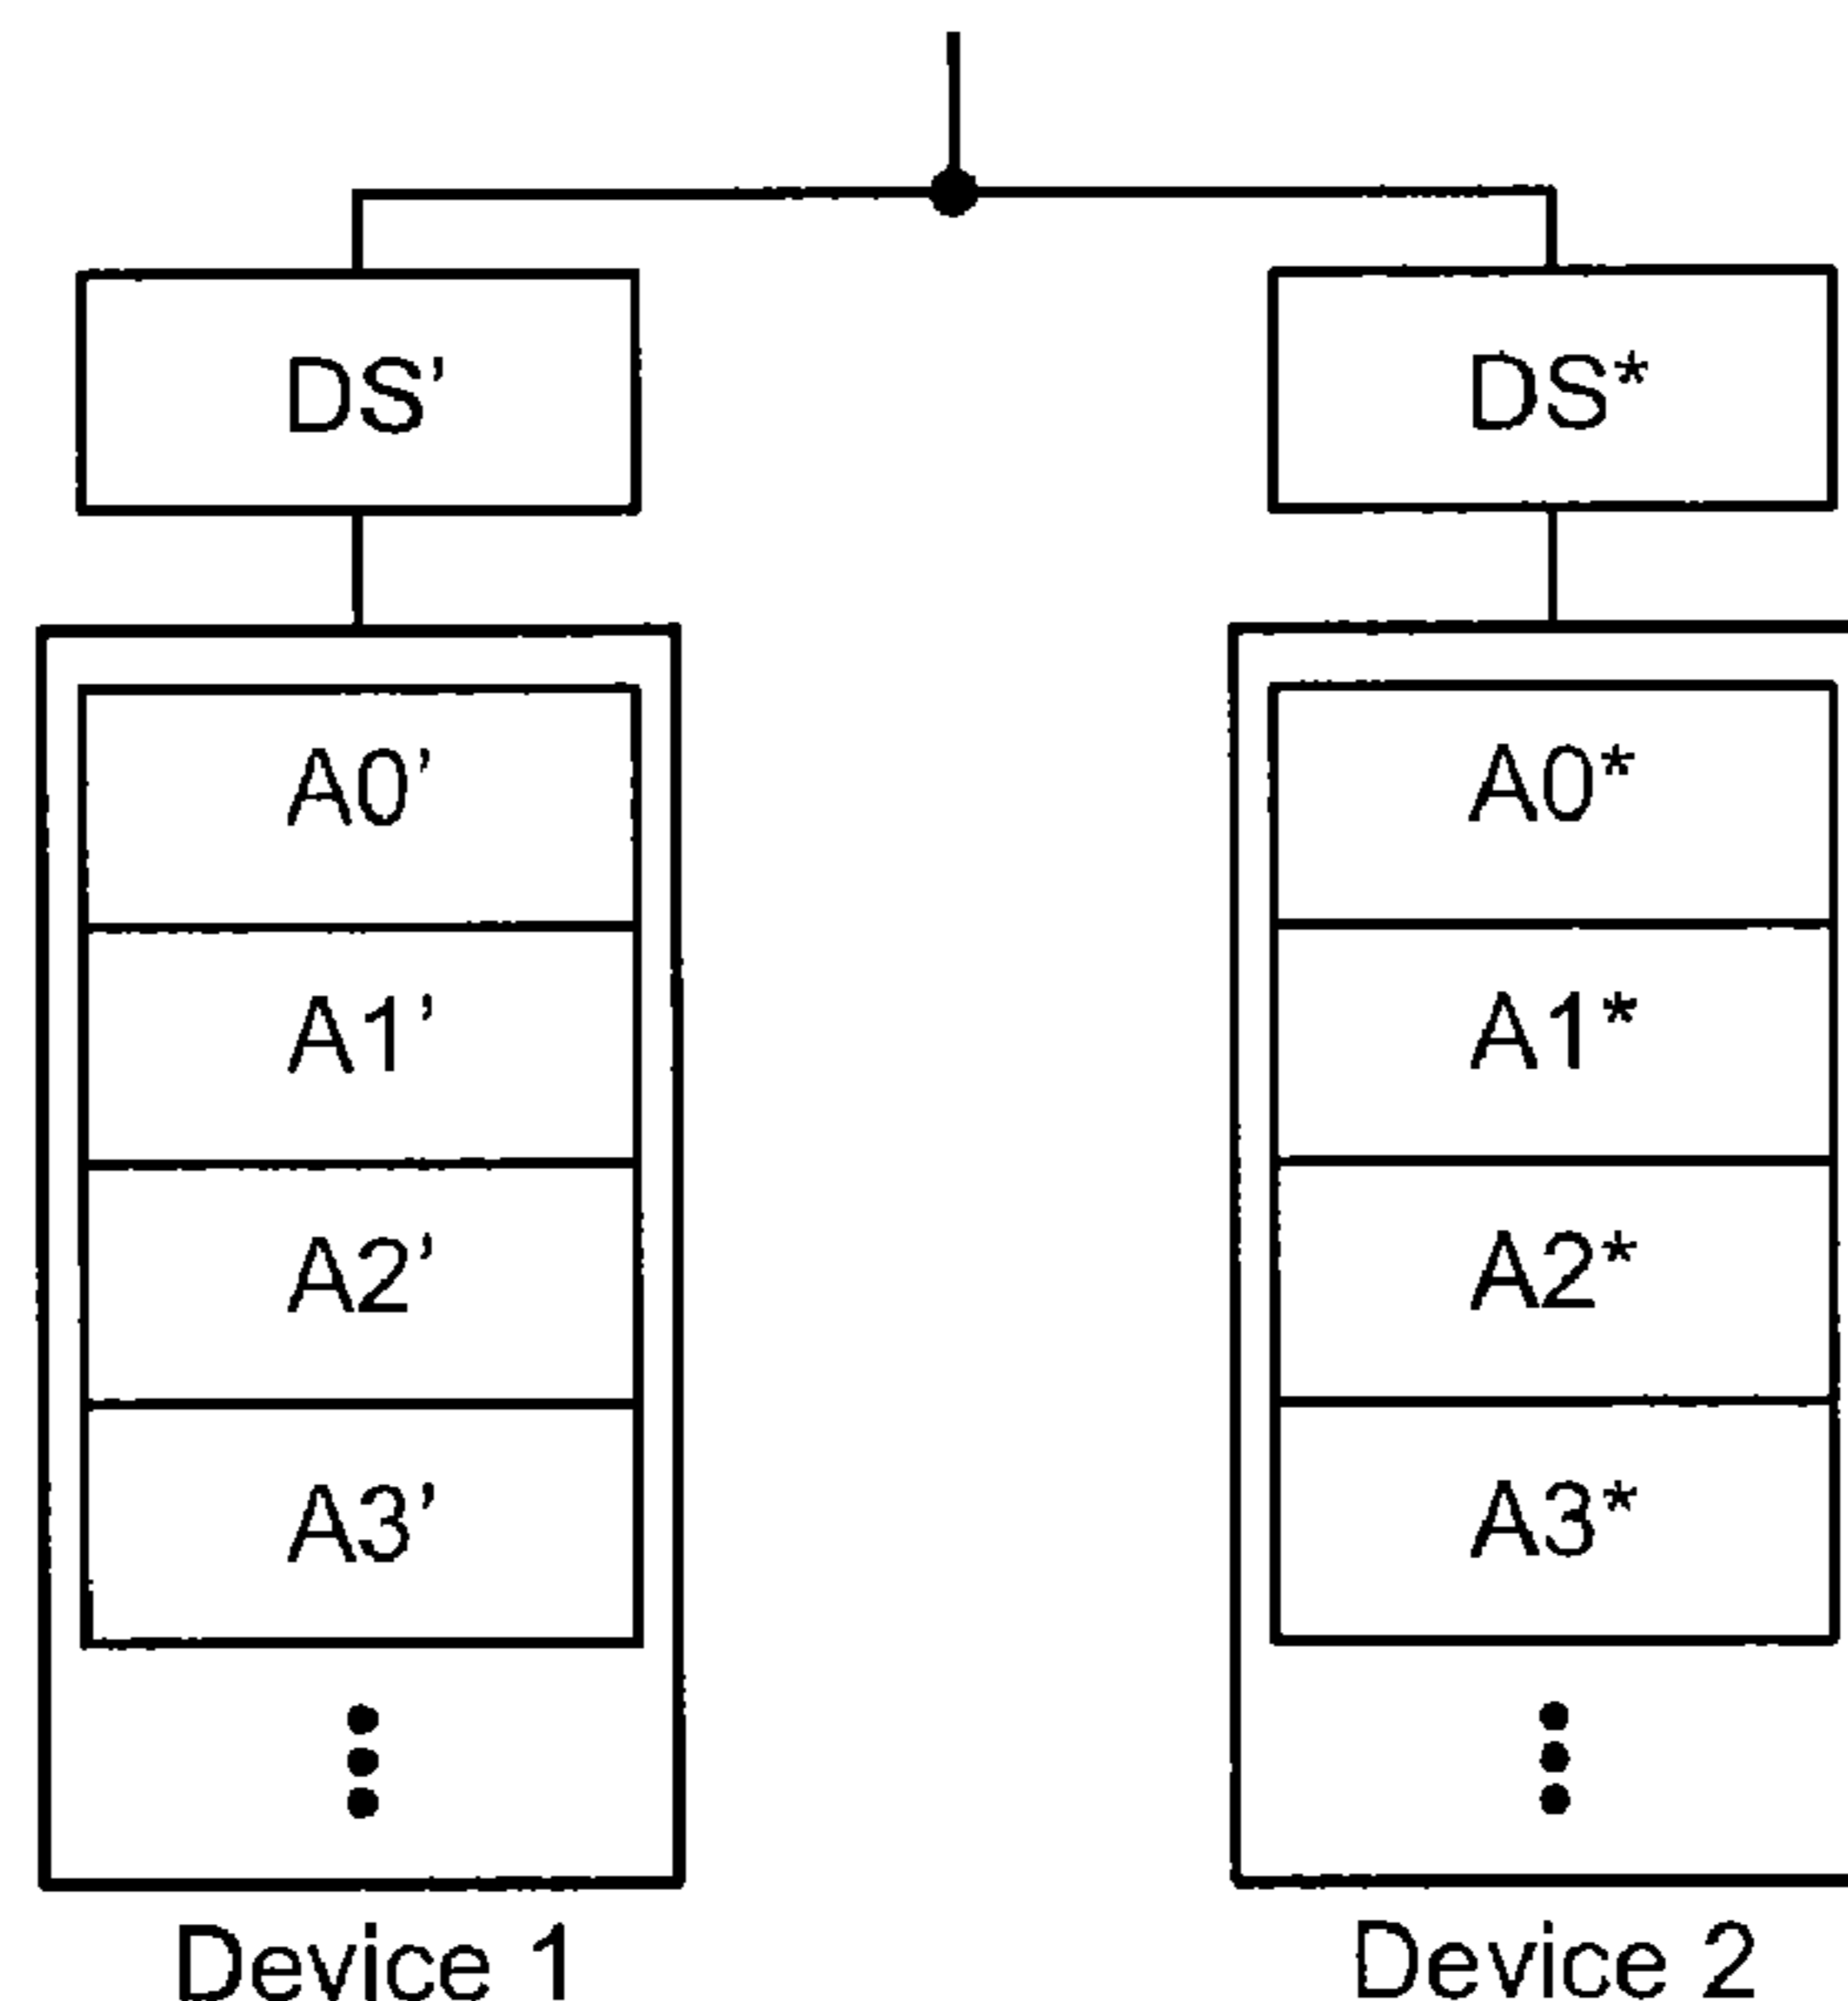 DS’
DS*
A0’
A1’
A2’
A3’
A0*
A1*
A2*
A3*
Device 1
Device 2